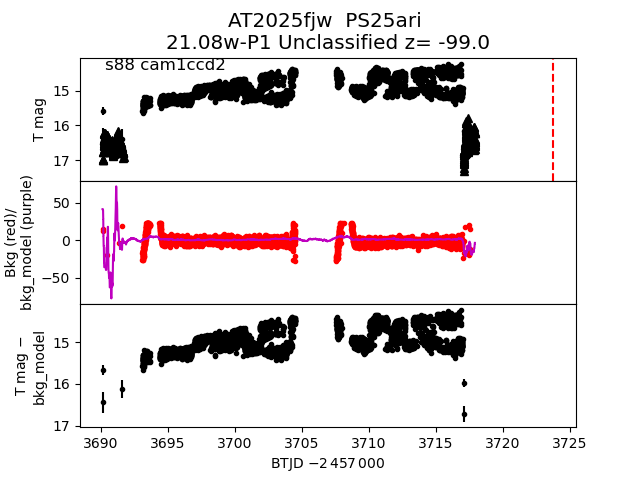 AT2025fjw  PS25ari
21.08w-P1 Unclassified z= -99.0
s88 cam1ccd2
T mag
15
16
17
Bkg (red)/
bkg_model (purple)
50
0
−50
T mag −
bkg_model
15
16
17
3690 3695 3700 3705 3710 3715 3720 3725
BTJD −2 457 000